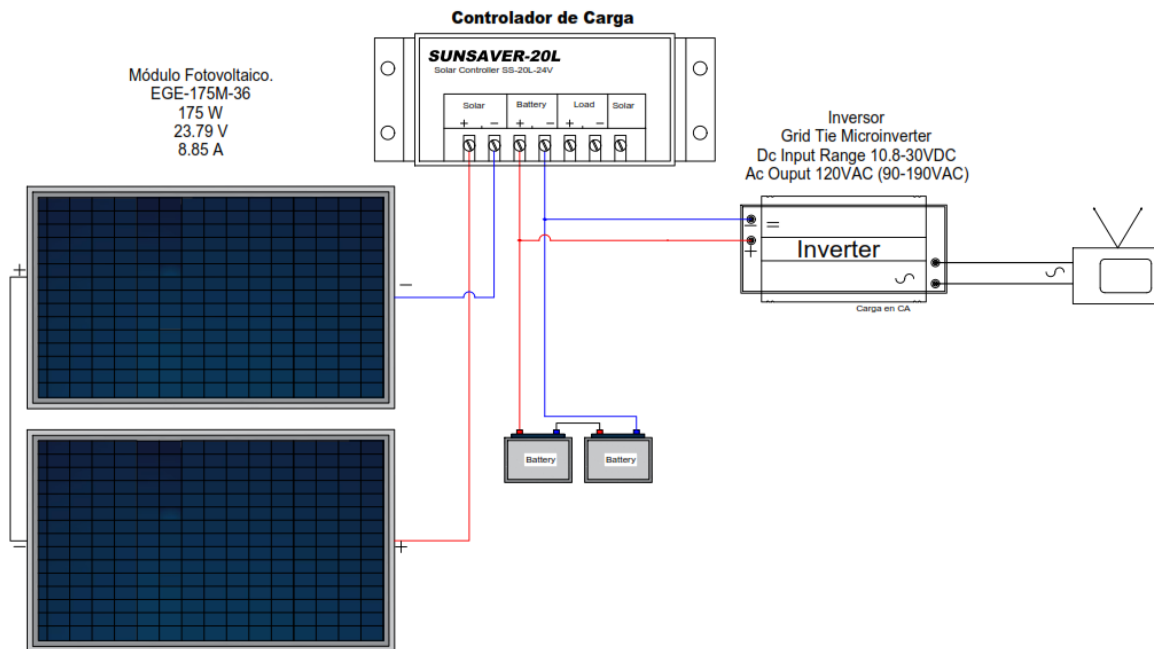 Controlador de Carga
SUNSAVER-20L
Solar Controller SS-20L-24V
Solar Battery Load Solar
+ - + - + -
Módulo Fotovoltaico.
EGE-175M-36
175 W
23.79 V
8.85 A
Inversor
Grid Tie Microinverter
Dc Input Range 10.8-30VDC
Ac Ouput 120VAC (90-190VAC)
− =
+
Inverter
Carga en CA
+
−
Battery Battery
− +